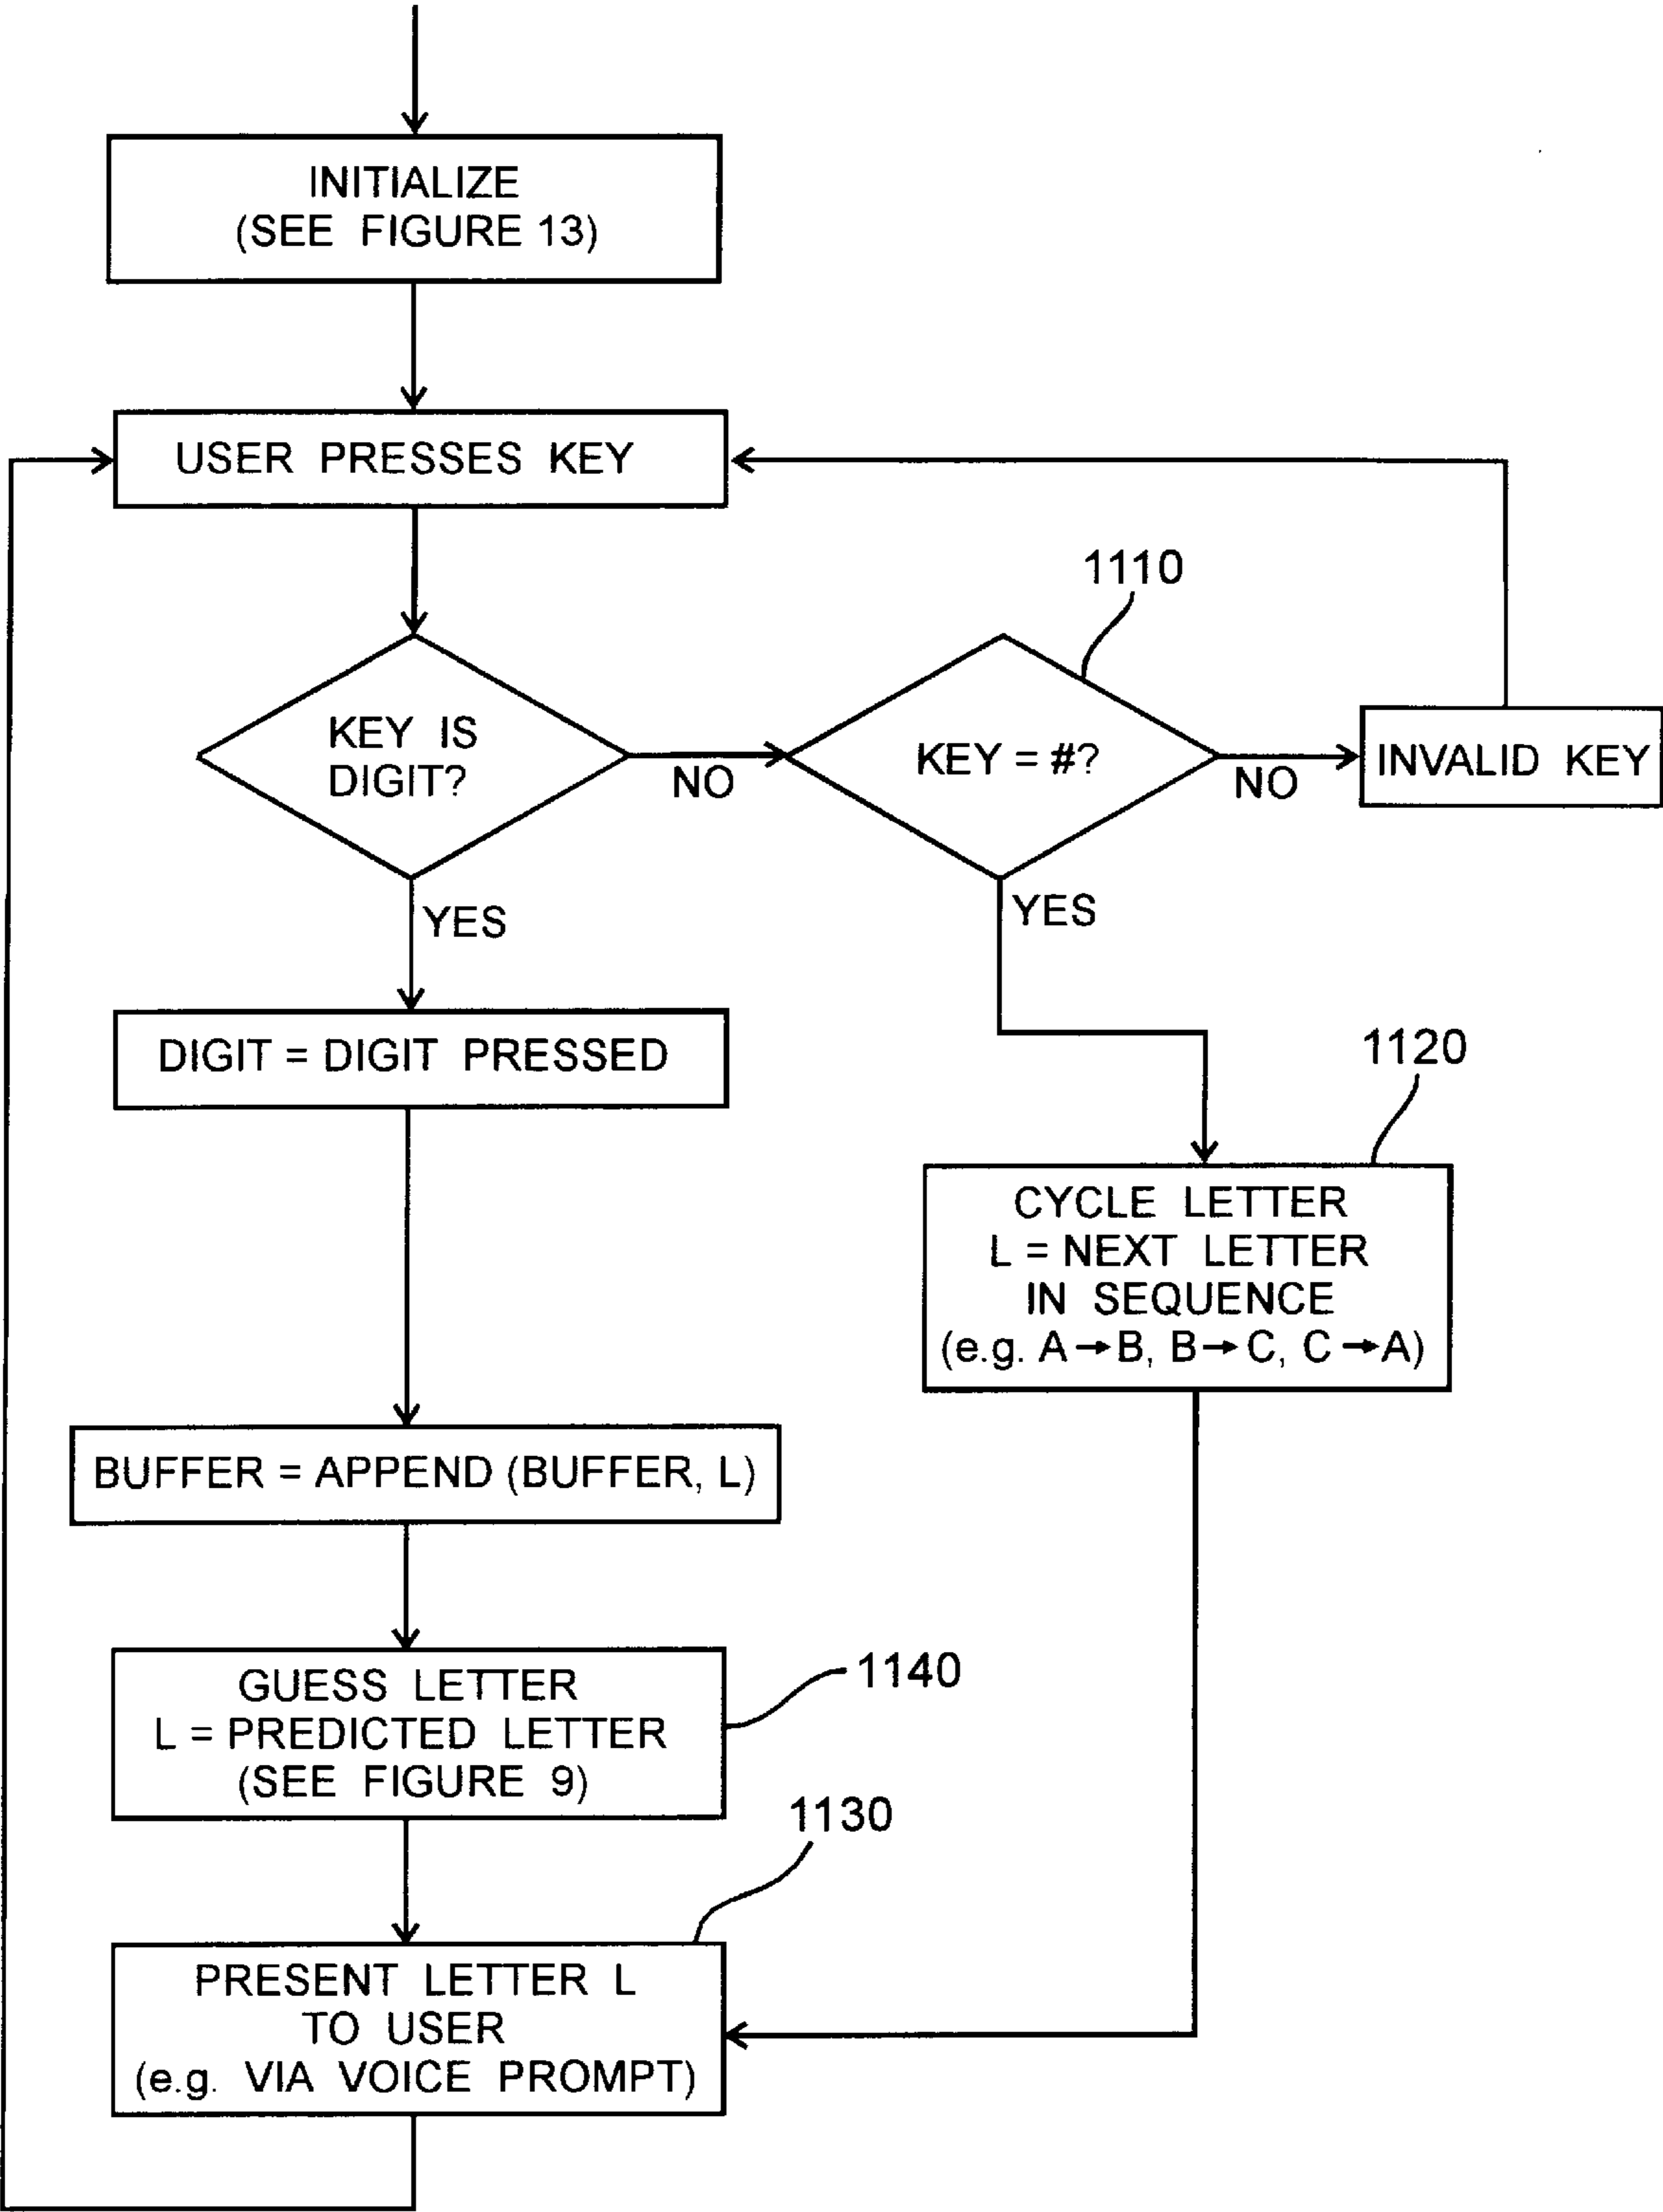 INITIALIZE
(SEE FIGURE 13)
USER PRESSES KEY
1110
KEY IS
DIGIT?
NO
KEY = #?
NO
INVALID KEY
YES
YES
DIGIT = DIGIT PRESSED
1120
CYCLE LETTER
L = NEXT LETTER
IN SEQUENCE
(e.g. A→B, B→C, C→A)
BUFFER = APPEND (BUFFER, L)
GUESS LETTER
L = PREDICTED LETTER
(SEE FIGURE 9)
1140
1130
PRESENT LETTER L
TO USER
(e.g. VIA VOICE PROMPT)